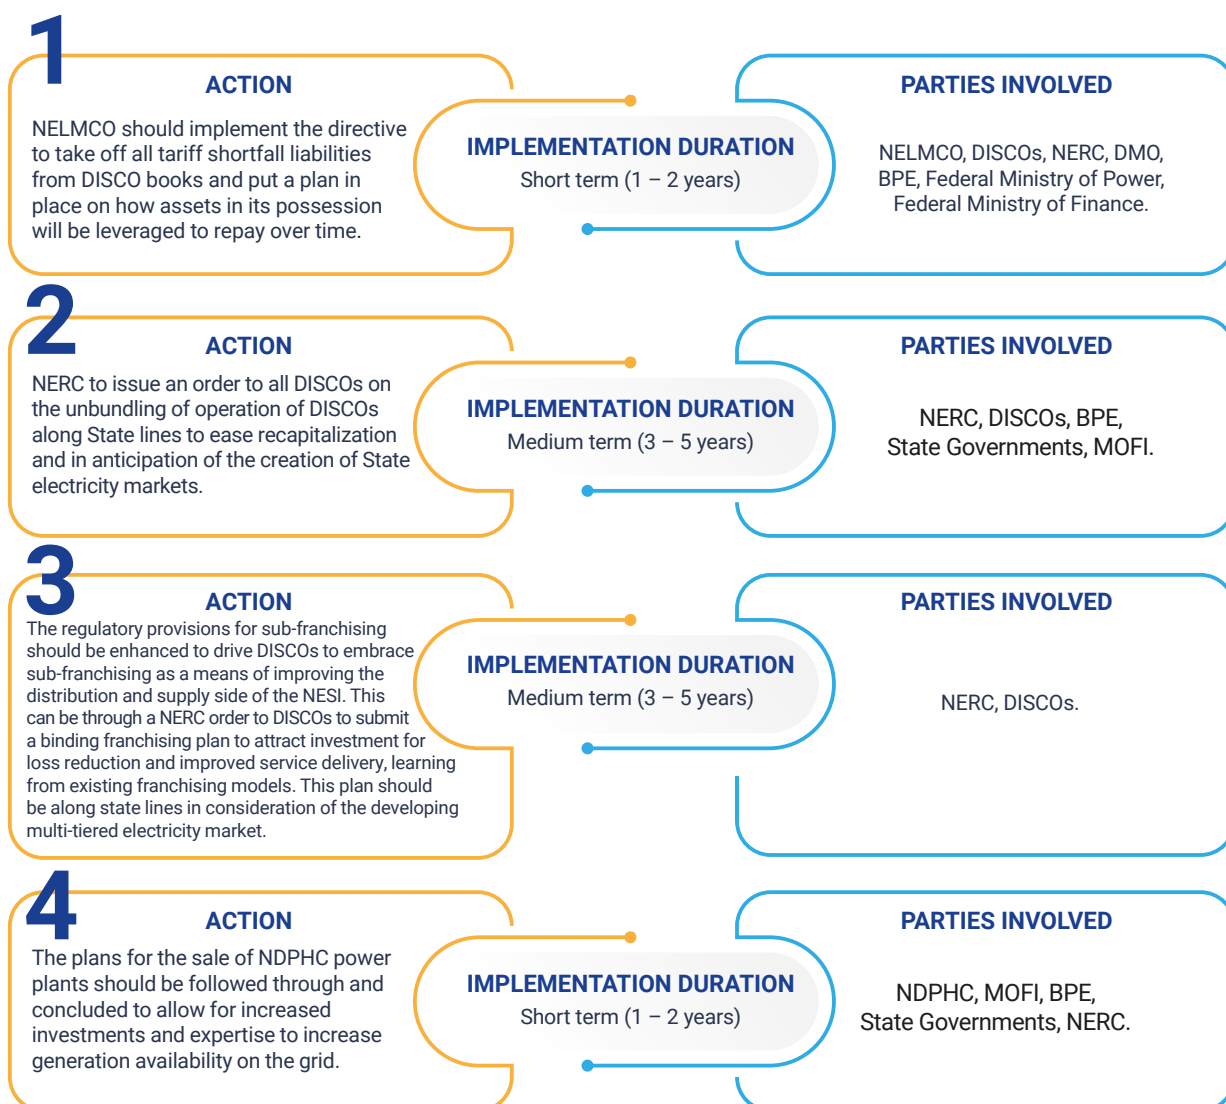 1
ACTION
NELMCO should implement the directive
to take off all tariff shortfall liabilities
from DISCO books and put a plan in
place on how assets in its possession
will be leveraged to repay over time.
IMPLEMENTATION DURATION
Short term (1 – 2 years)
PARTIES INVOLVED
NELMCO, DISCOs, NERC, DMO,
BPE, Federal Ministry of Power,
Federal Ministry of Finance.
2
ACTION
NERC to issue an order to all DISCOs on
the unbundling of operation of DISCOs
along State lines to ease recapitalization
and in anticipation of the creation of State
electricity markets.
IMPLEMENTATION DURATION
Medium term (3 – 5 years)
PARTIES INVOLVED
NERC, DISCOs, BPE,
State Governments, MOFI.
3
ACTION
The regulatory provisions for sub-franchising
should be enhanced to drive DISCOs to embrace
sub-franchising as a means of improving the
distribution and supply side of the NESI. This
can be through a NERC order to DISCOs to submit
a binding franchising plan to attract investment for
loss reduction and improved service delivery, learning
from existing franchising models. This plan should
be along state lines in consideration of the developing
multi-tiered electricity market.
IMPLEMENTATION DURATION
Medium term (3 – 5 years)
PARTIES INVOLVED
NERC, DISCOs.
4
ACTION
The plans for the sale of NDPHC power
plants should be followed through and
concluded to allow for increased
investments and expertise to increase
generation availability on the grid.
IMPLEMENTATION DURATION
Short term (1 – 2 years)
PARTIES INVOLVED
NDPHC, MOFI, BPE,
State Governments, NERC.